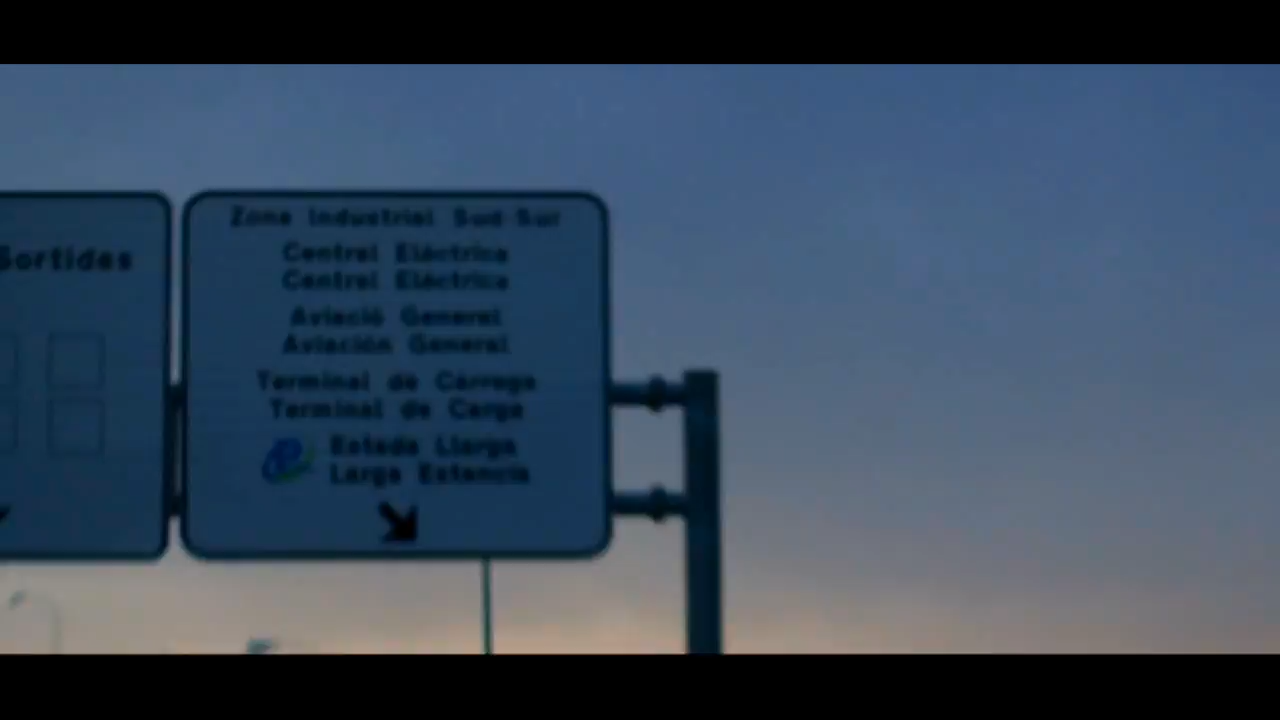 Sortides
Zona Industrial Sud-Sur
Central Elèctrica
Central Eléctrica
Aviació General
Aviación General
Terminal de Càrrega
Terminal de Carga
Estada Llarga
Larga Estancia